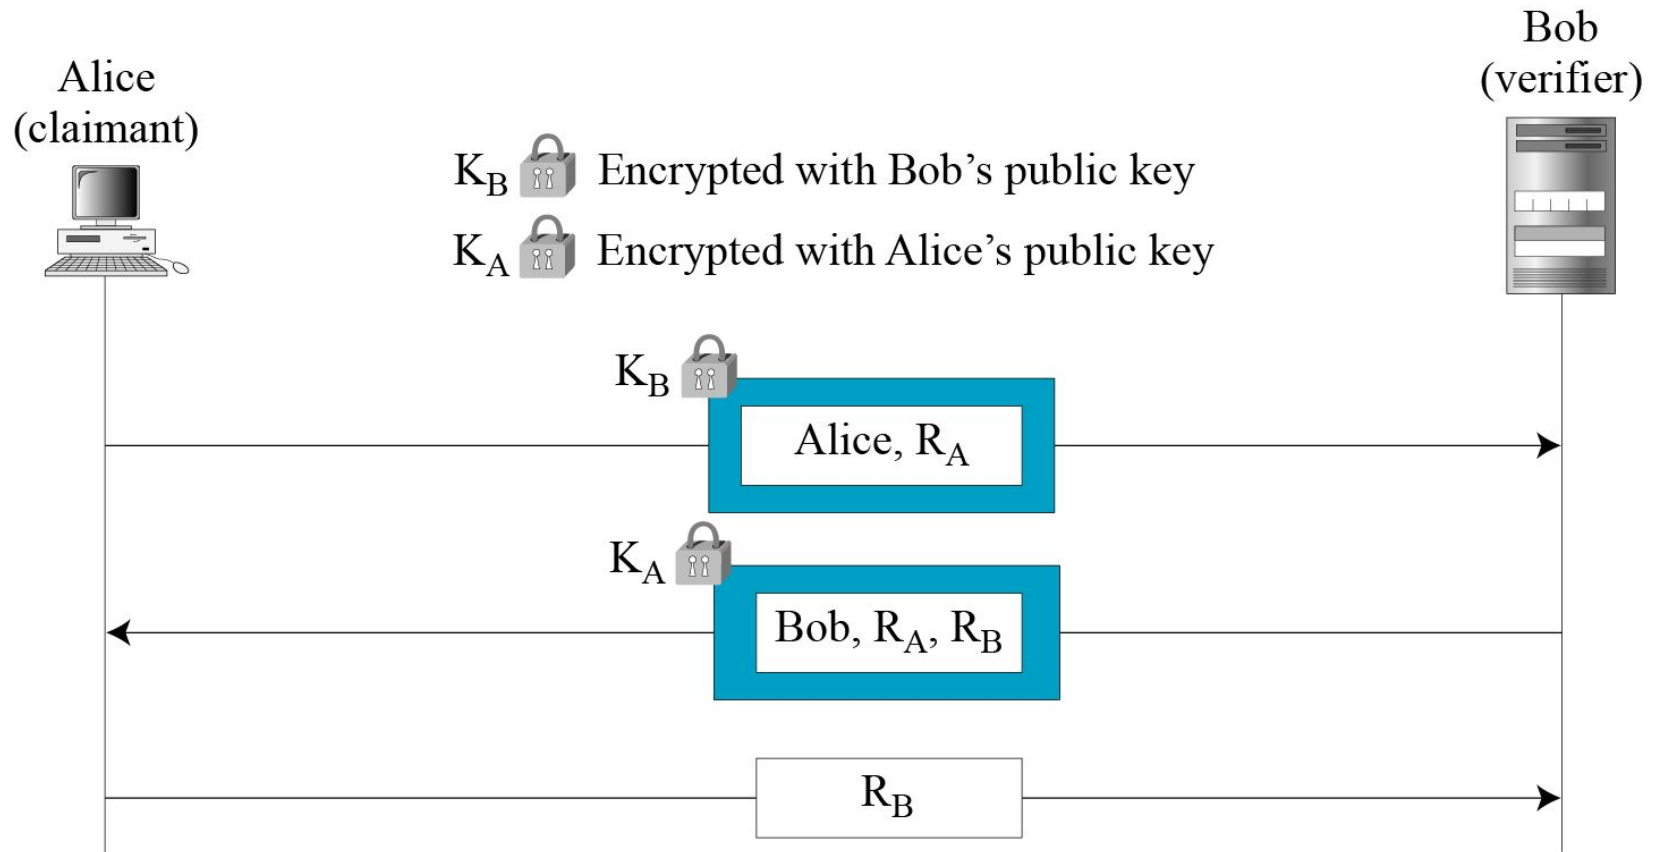 Bob
(verifier)
Alice
(claimant)
K_B Encrypted with Bob’s public key
K_A Encrypted with Alice’s public key
K_B
Alice, R_A
K_A
Bob, R_A, R_B
R_B